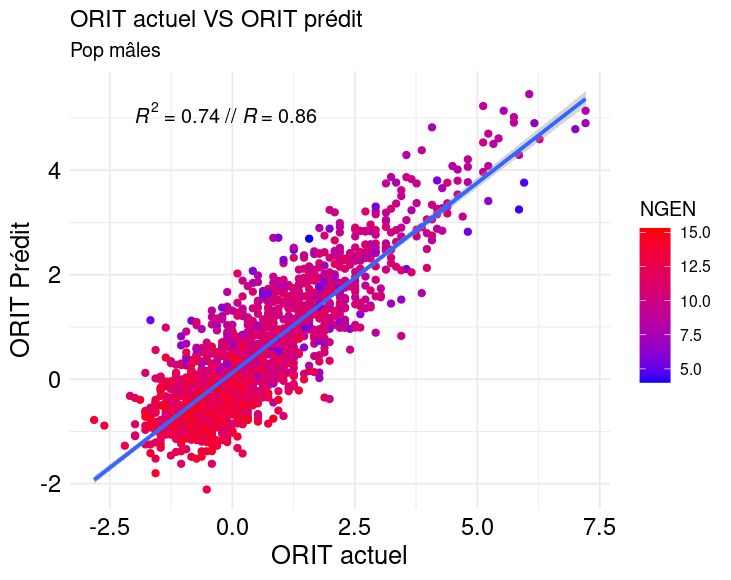 ORIT actuel VS ORIT prédit
Pop mâles
R² = 0.74 // R = 0.86
ORIT Prédit
4
2
0
-2
-2.5 0.0 2.5 5.0 7.5
ORIT actuel
NGEN
15.0
12.5
10.0
7.5
5.0